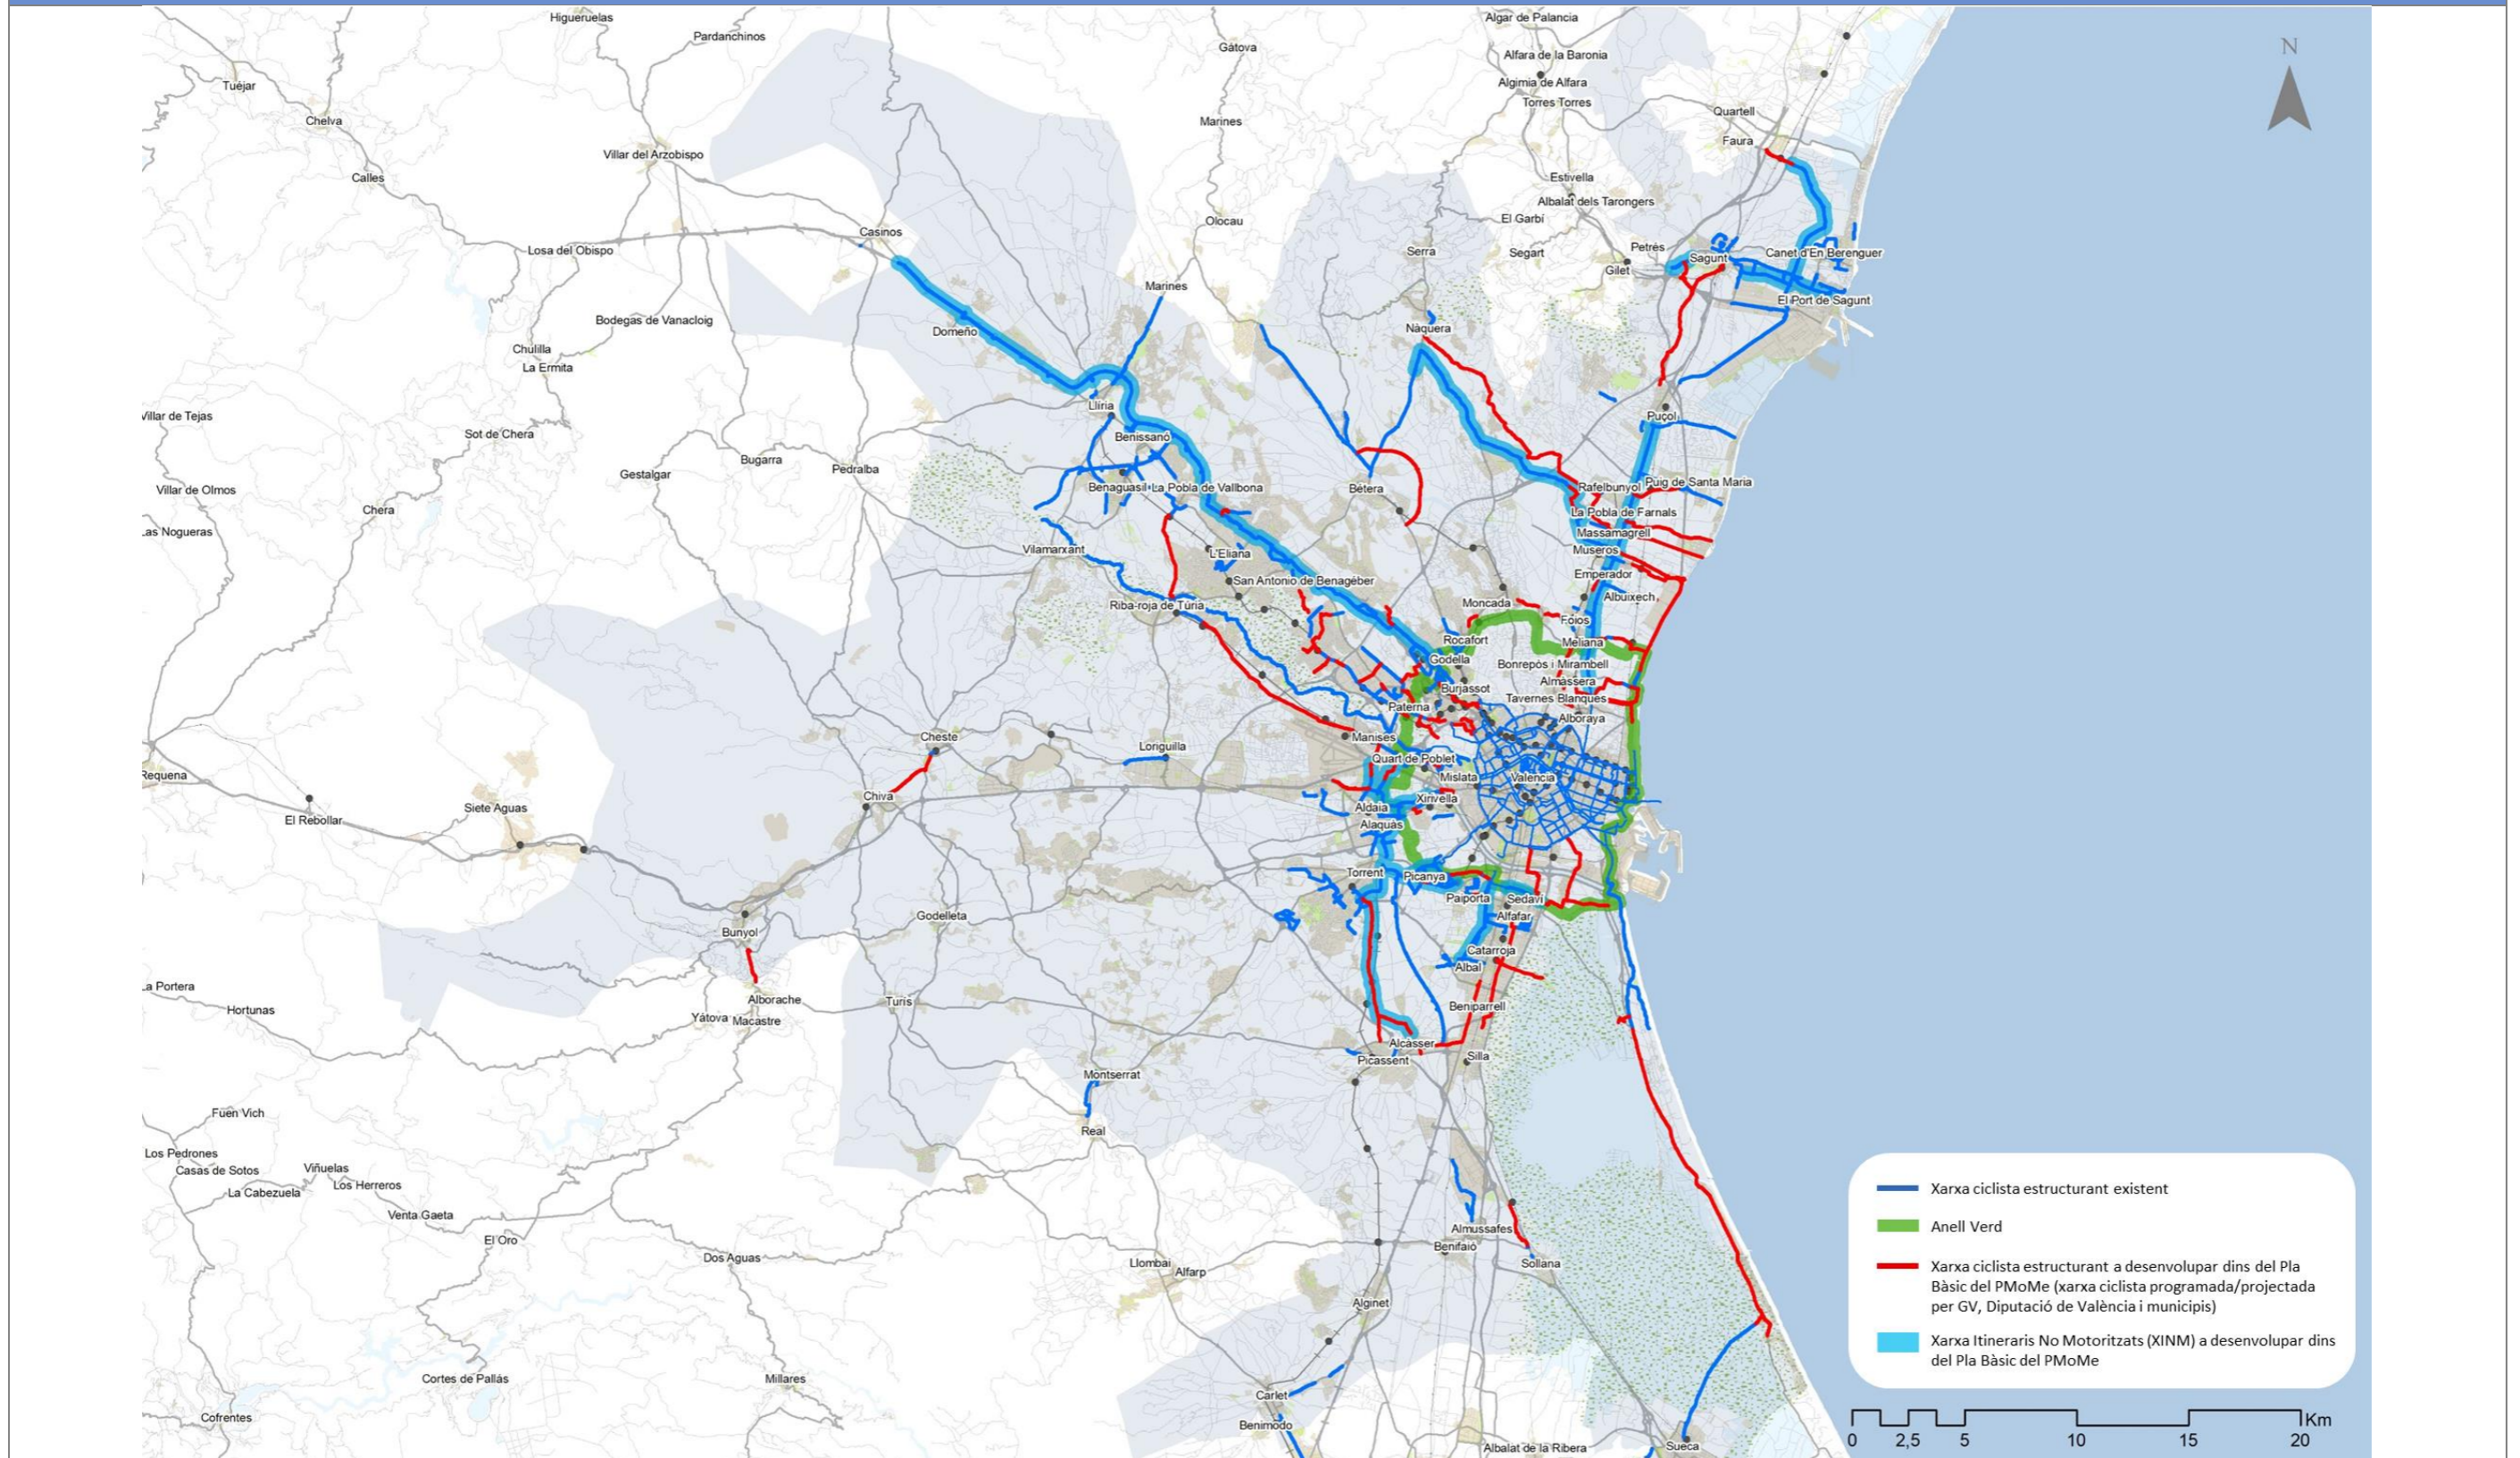 Higueruelas
Pardanchinos
Gátova
Algar de Palancia
Alfara de la Baronia
Algimia de Alfara
Torres Torres
N
Tuéjar
Chelva
Marines
Quartell
Faura
Villar del Arzobispo
Calles
Estivella
Albalat dels Tarongers
El Garbí
Olocau
Casinos
Losa del Obispo
Serra
Segart
Petrés
Gilet
Sagunt
Canet d'En Berenguer
Marines
El Port de Sagunt
Bodegas de Vanacloig
Domeño
Nàquera
Chulilla
La Ermita
Llíria
Villar de Tejas
Puçol
Sot de Chera
Benissanó
Bugarra
Pedralba
Gestalgar
Villar de Olmos
Benaguasil
La Pobla de Vallbona
Bétera
Rafelbunyol
Puig de Santa Maria
Chera
La Pobla de Farnals
Las Nogueras
Massamagrell
Vilamarxant
L'Eliana
Museros
San Antonio de Benagéber
Emperador
Riba-roja de Túria
Moncada
Albuixech
Foios
Rocafort
Meliana
Godella
Bonrepòs i Mirambell
Burjassot
Almàssera
Paterna
Tavernes Blanques
Alboraya
Cheste
Loriguilla
Manises
Quart de Poblet
Requena
Mislata
València
Chiva
Siete Aguas
Xirivella
Aldaia
El Rebollar
Alaquàs
Torrent
Picanya
Paiporta
Sedaví
Godelleta
Alfafar
Bunyol
Catarroja
Albal
La Portera
Alborache
Turís
Beniparrell
Hortunas
Yátova
Macastre
Alcàsser
Picassent
Silla
Montserrat
Fuen Vich
Real
Los Pedrones
Casas de Sotos
Viñuelas
Los Herreros
La Cabezuela
Venta Gaeta
Almussafes
El Oro
Benifaió
Dos Aguas
Llombai
Alfarp
Sollana
Alginet
Cortes de Pallás
Millares
Carlet
Cofrentes
Benimodo
Albalat de la Ribera
Sueca
Xarxa ciclista estructurant existent
Anell Verd
Xarxa ciclista estructurant a desenvolupar dins del Pla
Bàsic del PMoMe (xarxa ciclista programada/projectada
per GV, Diputació de València i municipis)
Xarxa Itineraris No Motoritzats (XINM) a desenvolupar dins
del Pla Bàsic del PMoMe
Km
0 2,5 5 10 15 20